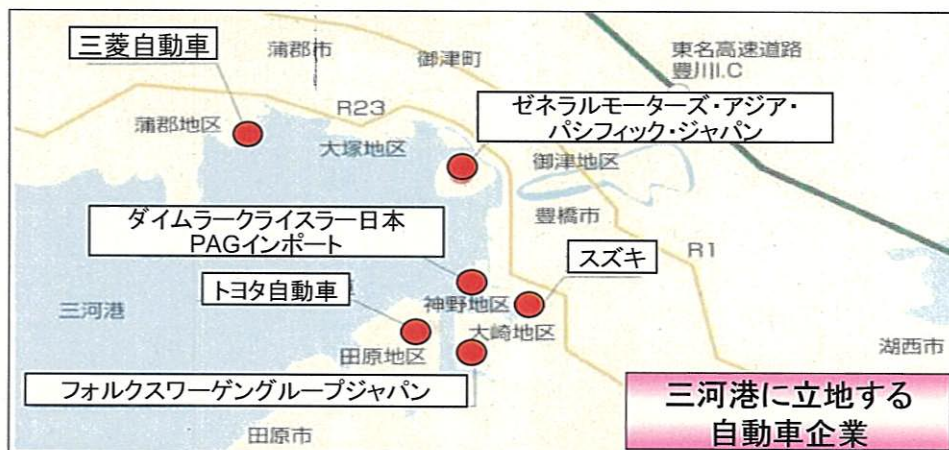 三菱自動車
蒲郡市
御津町
東名高速道路
豊川I.C
R23
ゼネラルモーターズ・アジア・
パシフィック・ジャパン
蒲郡地区
大塚地区
御津地区
豊橋市
ダイムラークライスラー日本
PAGインポート
スズキ
R1
トヨタ自動車
神野地区
三河港
大崎地区
田原地区
湖西市
フォルクスワーゲングループジャパン
三河港に立地する
自動車企業
田原市